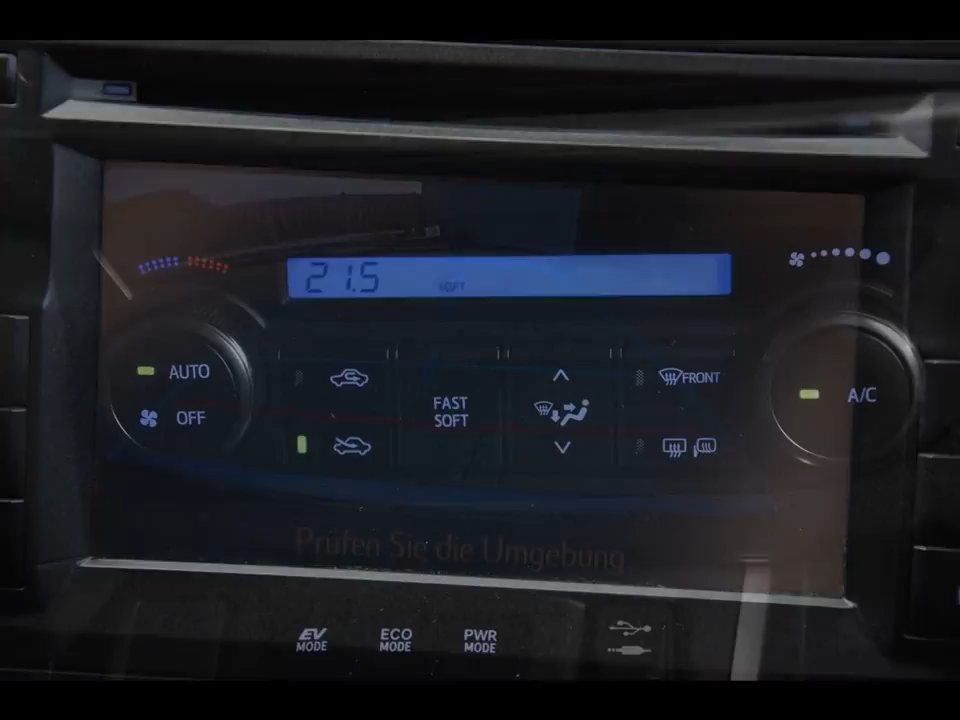 21.5 SOFT
AUTO
OFF
FAST
SOFT
FRONT
A/C
Prüfen Sie die Umgebung
EV
MODE
ECO
MODE
PWR
MODE